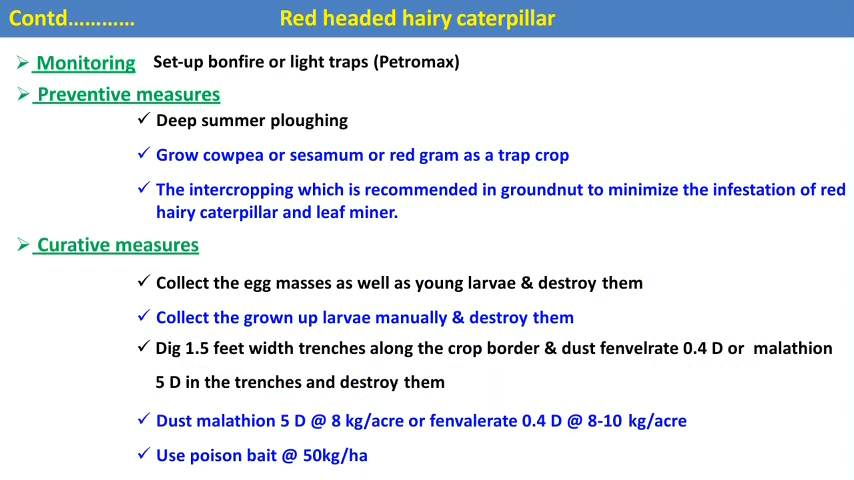 Contd………… Red headed hairy caterpillar
➢ Monitoring Set-up bonfire or light traps (Petromax)
➢ Preventive measures
✓ Deep summer ploughing
✓ Grow cowpea or sesamum or red gram as a trap crop
✓ The intercropping which is recommended in groundnut to minimize the infestation of red
hairy caterpillar and leaf miner.
➢ Curative measures
✓ Collect the egg masses as well as young larvae & destroy them
✓ Collect the grown up larvae manually & destroy them
✓ Dig 1.5 feet width trenches along the crop border & dust fenvelrate 0.4 D or malathion
5 D in the trenches and destroy them
✓ Dust malathion 5 D @ 8 kg/acre or fenvalerate 0.4 D @ 8-10 kg/acre
✓ Use poison bait @ 50kg/ha